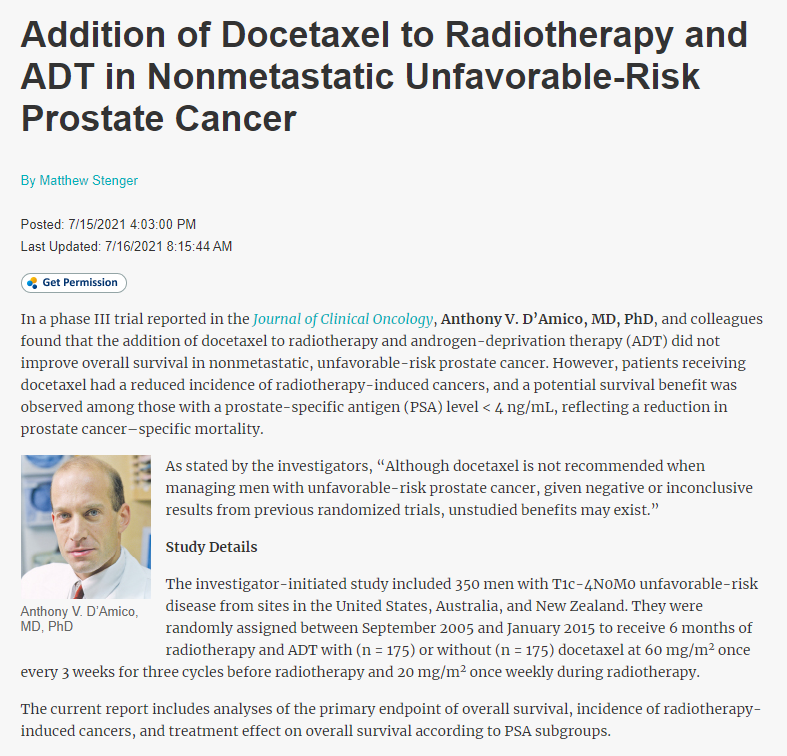 Addition of Docetaxel to Radiotherapy and
ADT in Nonmetastatic Unfavorable-Risk
Prostate Cancer
By Matthew Stenger
Posted: 7/15/2021 4:03:00 PM
Last Updated: 7/16/2021 8:15:44 AM
Get Permission
In a phase III trial reported in the Journal of Clinical Oncology, Anthony V. D’Amico, MD, PhD, and colleagues
found that the addition of docetaxel to radiotherapy and androgen-deprivation therapy (ADT) did not
improve overall survival in nonmetastatic, unfavorable-risk prostate cancer. However, patients receiving
docetaxel had a reduced incidence of radiotherapy-induced cancers, and a potential survival benefit was
observed among those with a prostate-specific antigen (PSA) level < 4 ng/mL, reflecting a reduction in
prostate cancer–specific mortality.
As stated by the investigators, “Although docetaxel is not recommended when
managing men with unfavorable-risk prostate cancer, given negative or inconclusive
results from previous randomized trials, unstudied benefits may exist.”
Study Details
Anthony V. D’Amico,
MD, PhD
The investigator-initiated study included 350 men with T1c-4N0M0 unfavorable-risk
disease from sites in the United States, Australia, and New Zealand. They were
randomly assigned between September 2005 and January 2015 to receive 6 months of
radiotherapy and ADT with (n = 175) or without (n = 175) docetaxel at 60 mg/m² once
every 3 weeks for three cycles before radiotherapy and 20 mg/m² once weekly during radiotherapy.
The current report includes analyses of the primary endpoint of overall survival, incidence of radiotherapy-
induced cancers, and treatment effect on overall survival according to PSA subgroups.